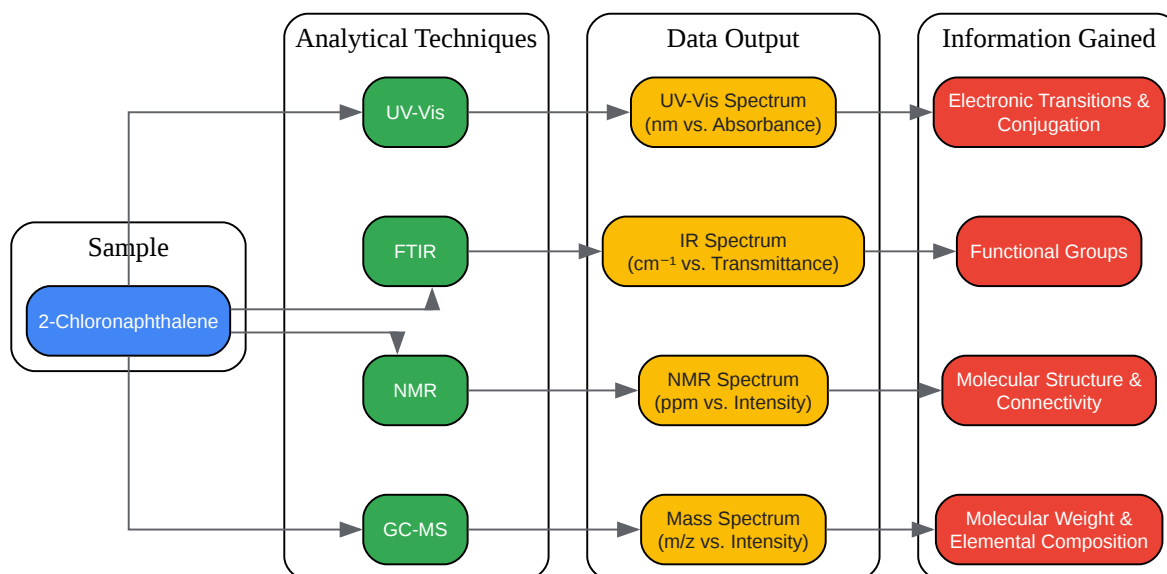 Analytical Techniques
Data Output
Information Gained
UV-Vis
UV-Vis Spectrum
(nm vs. Absorbance)
Electronic Transitions &
Conjugation
Sample
2-Chloronaphthalene
FTIR
IR Spectrum
(cm⁻¹ vs. Transmittance)
Functional Groups
NMR
NMR Spectrum
(ppm vs. Intensity)
Molecular Structure &
Connectivity
GC-MS
Mass Spectrum
(m/z vs. Intensity)
Molecular Weight &
Elemental Composition